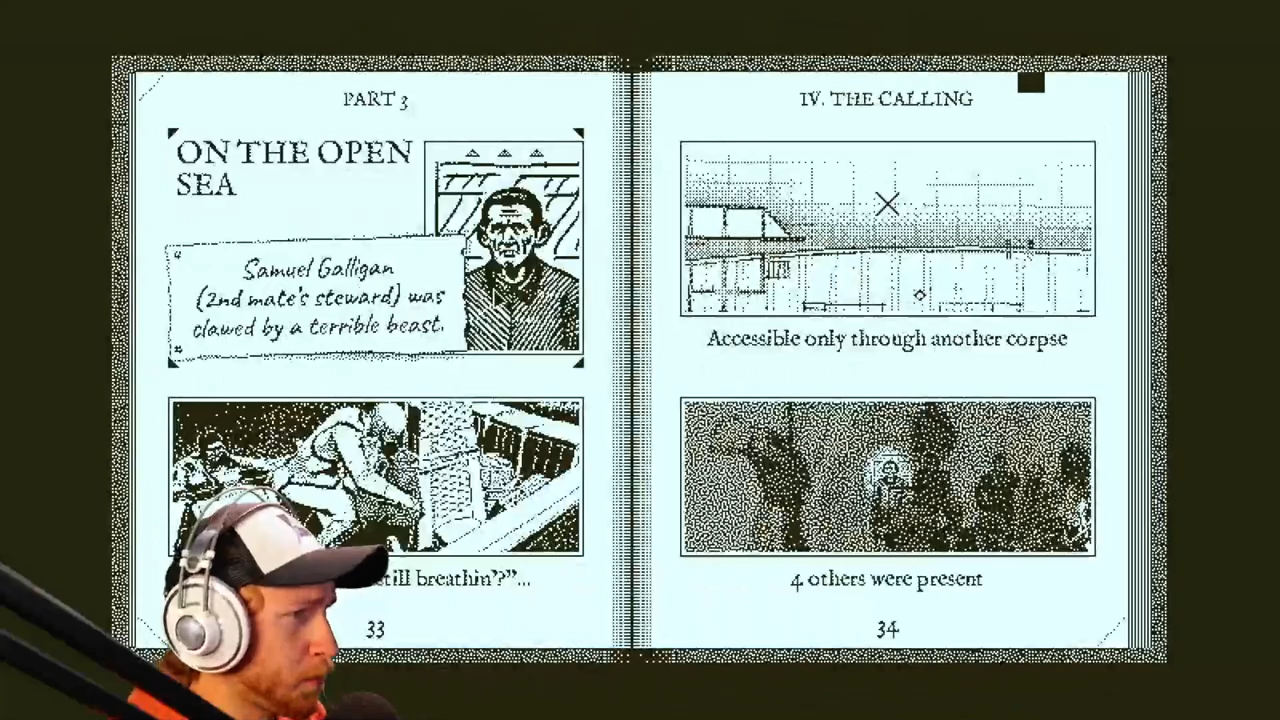 PART 3
ON THE OPEN
SEA
Samuel Galligan
(2nd mate's steward) was
clawed by a terrible beast.
still breathin'?"...
33
IV. THE CALLING
Accessible only through another corpse
4 others were present
34